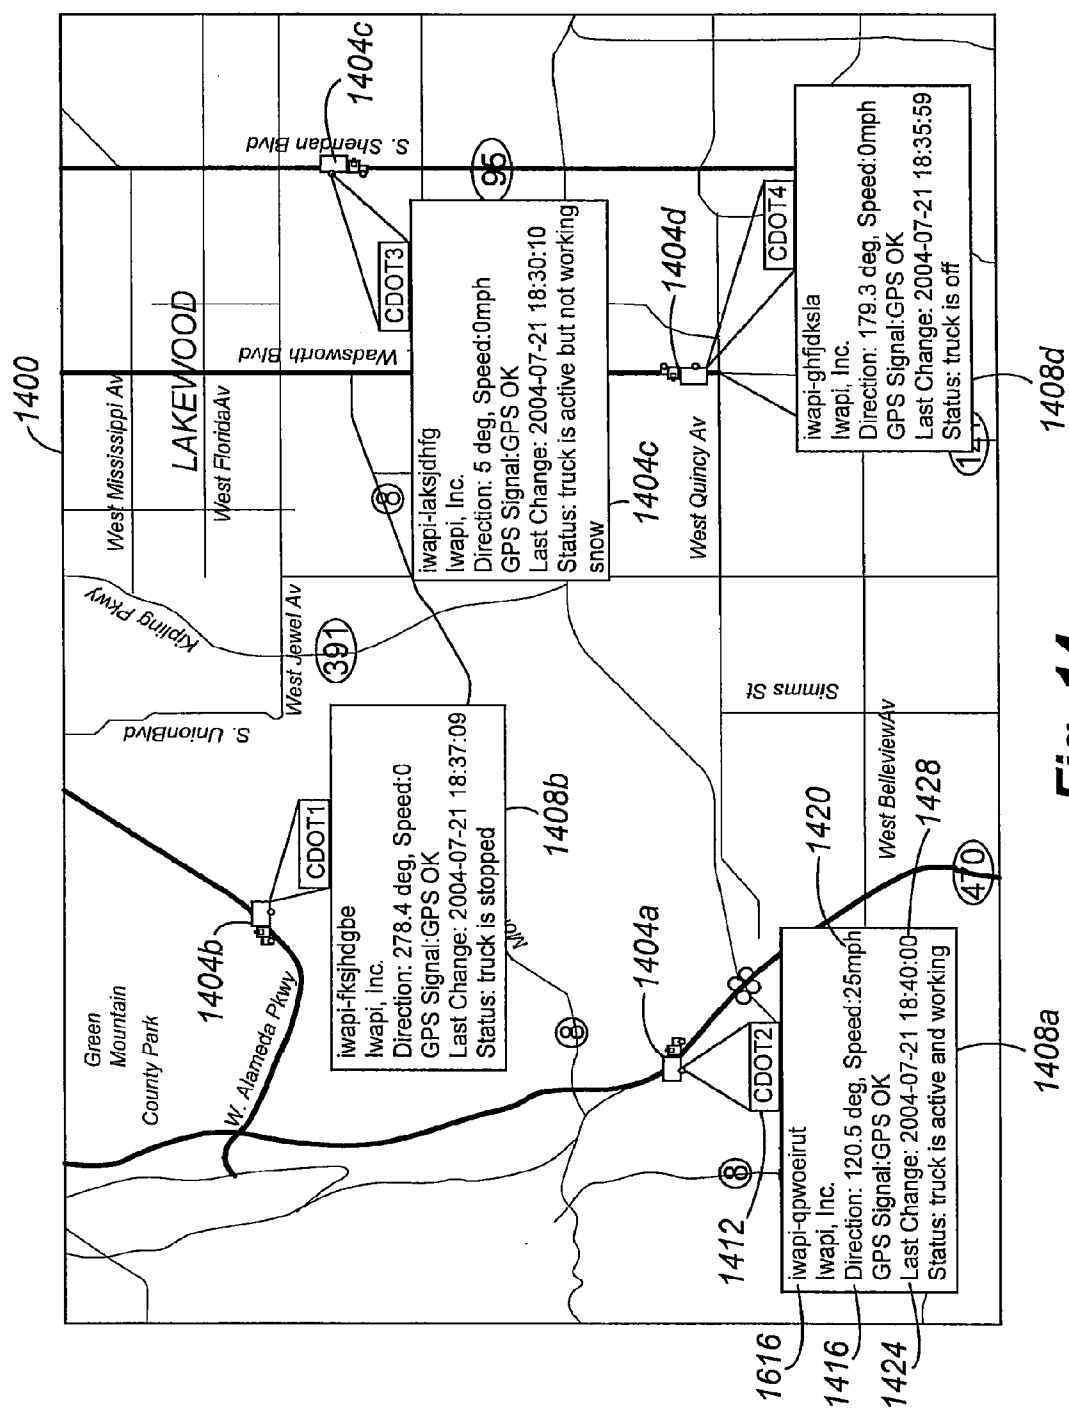 1400
West Mississippi Av
LAKEWOOD
West FloridaAv
Kipling Pkwy
S. UnionBlvd
West Jewel Av
391
8
Wadsworth Blvd
S. Sheridan Blvd
1404c
95
Green
Mountain
County Park
W. Alameda Pkwy
1404b
CDOT1
iwapi-fksjhdgbe
Iwapi, Inc.
Direction: 278.4 deg, Speed:0
GPS Signal:GPS OK
Last Change: 2004-07-21 18:37:09
Status: truck is stopped
1408b
CDOT3
iwapi-laksjdhfg
Iwapi, Inc.
Direction: 5 deg, Speed:0mph
GPS Signal:GPS OK
Last Change: 2004-07-21 18:30:10
Status: truck is active but not working
snow
1404c
1404d
West Quincy Av
8
1404a
8
1412
CDOT2
iwapi-qpwoeirut
Iwapi, Inc.
Direction: 120.5 deg, Speed:25mph
GPS Signal:GPS OK
Last Change: 2004-07-21 18:40:00
Status: truck is active and working
1616
1416
1424
1408a
1420
1428
Simms St
West BelleviewAv
470
CDOT4
iwapi-ghfjdksla
Iwapi, Inc.
Direction: 179.3 deg, Speed:0mph
GPS Signal:GPS OK
Last Change: 2004-07-21 18:35:59
Status: truck is off
1408d